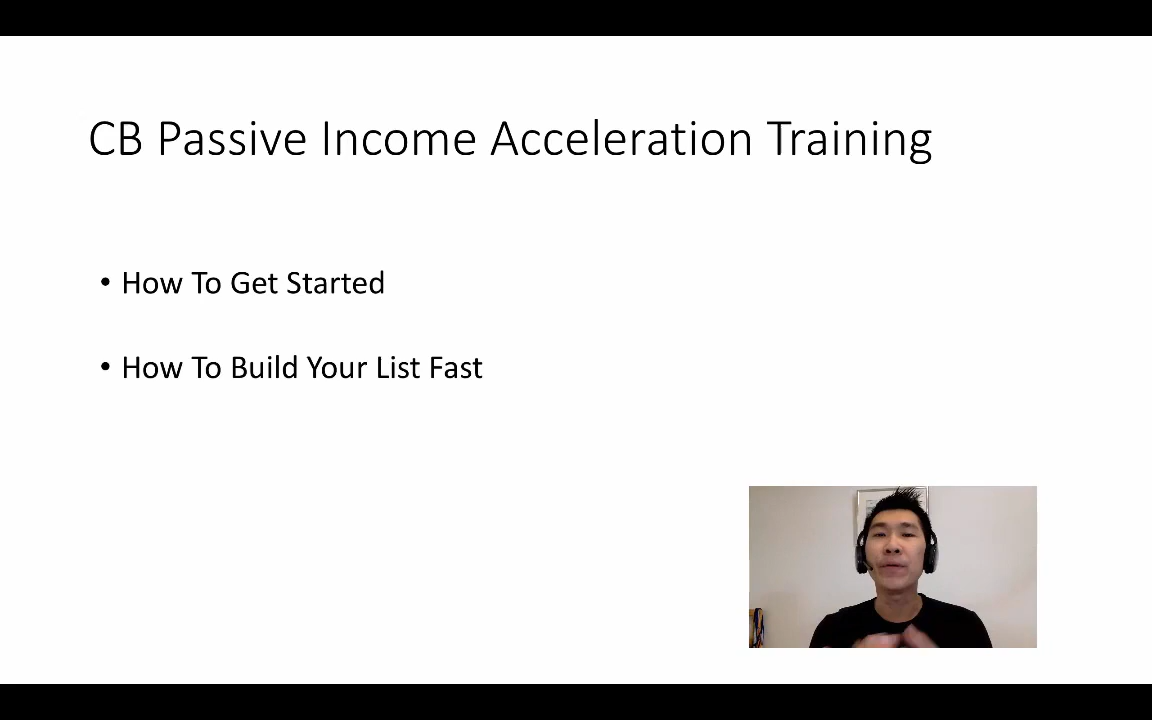 CB Passive Income Acceleration Training
• How To Get Started
• How To Build Your List Fast